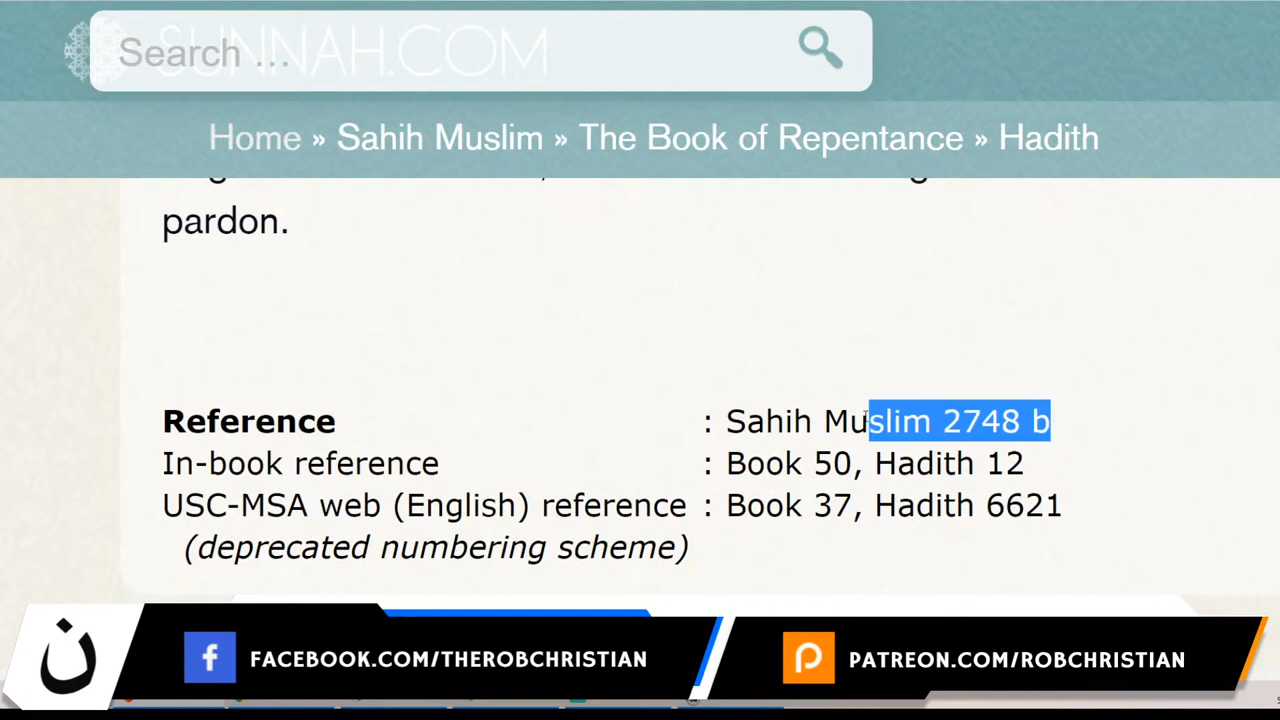 SUNNAH.COM
Search ...
Home » Sahih Muslim » The Book of Repentance » Hadith
pardon.
Reference : Sahih Muslim 2748 b
In-book reference : Book 50, Hadith 12
USC-MSA web (English) reference : Book 37, Hadith 6621
(deprecated numbering scheme)
ن
f FACEBOOK.COM/THEROBCHRISTIAN
PATREON.COM/ROBCHRISTIAN